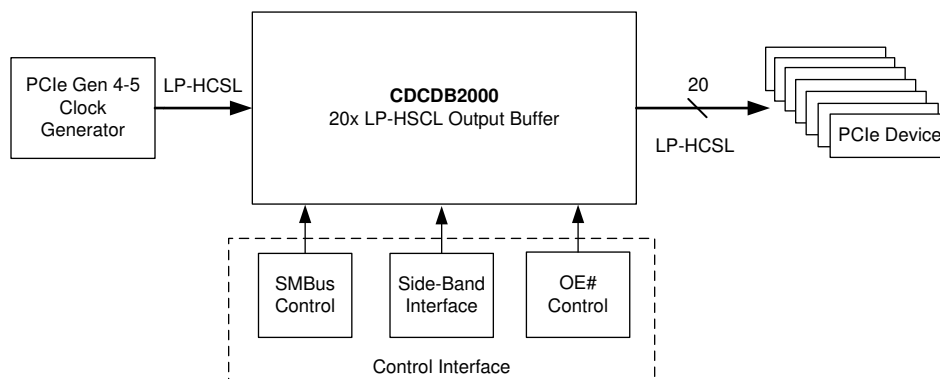 PCIe Gen 4-5
Clock
Generator
LP-HCSL
CDCDB2000
20x LP-HSCL Output Buffer
20
LP-HCSL
PCIe Device
SMBus
Control
Side-Band
Interface
OE#
Control
Control Interface